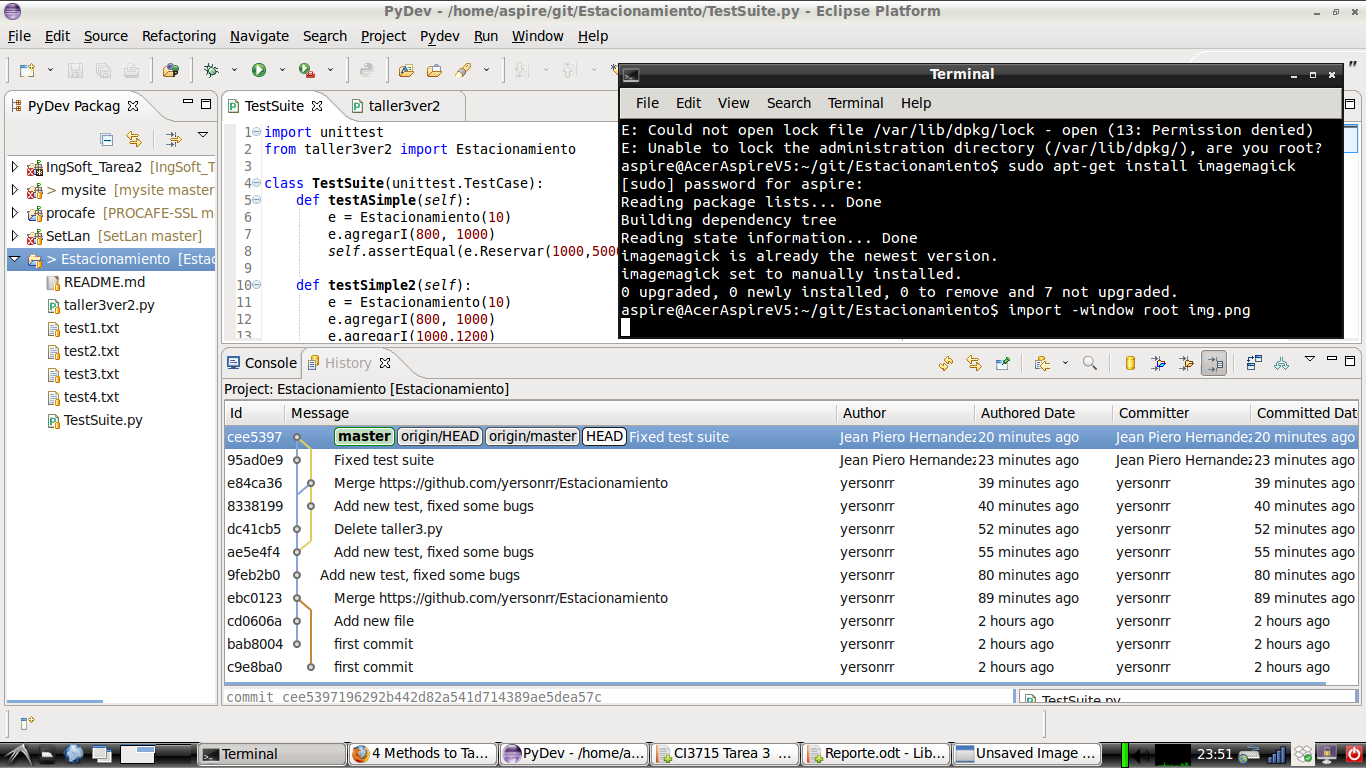 PyDev - /home/aspire/git/Estacionamiento/TestSuite.py - Eclipse Platform
File Edit Source Refactoring Navigate Search Project Pydev Run Window Help
PyDev Packag
IngSoft_Tarea2 [IngSoft_T
> mysite [mysite master
procafe [PROCAFE-SSL m
SetLan [SetLan master]
> Estacionamiento [Estac
README.md
taller3ver2.py
test1.txt
test2.txt
test3.txt
test4.txt
TestSuite.py
TestSuite taller3ver2
1 import unittest
2 from taller3ver2 import Estacionamiento
3
4 class TestSuite(unittest.TestCase):
5 def testASimple(self):
6 e = Estacionamiento(10)
7 e.agregarI(800, 1000)
8 self.assertEqual(e.Reservar(1000,500
9
10 def testSimple2(self):
11 e = Estacionamiento(10)
12 e.agregarI(800, 1000)
13 e.agregarI(1000,1200)
Terminal
File Edit View Search Terminal Help
E: Could not open lock file /var/lib/dpkg/lock - open (13: Permission denied)
E: Unable to lock the administration directory (/var/lib/dpkg/), are you root?
aspire@AcerAspireV5:~/git/Estacionamiento$ sudo apt-get install imagemagick
[sudo] password for aspire:
Reading package lists... Done
Building dependency tree
Reading state information... Done
imagemagick is already the newest version.
imagemagick set to manually installed.
0 upgraded, 0 newly installed, 0 to remove and 7 not upgraded.
aspire@AcerAspireV5:~/git/Estacionamiento$ import -window root img.png
Console History
Project: Estacionamiento [Estacionamiento]
Id Message Author Authored Date Committer Committed Dat
cee5397 master origin/HEAD origin/master HEAD Fixed test suite Jean Piero Hernandez 20 minutes ago Jean Piero Hernandez 20 minutes ago
95ad0e9 Fixed test suite Jean Piero Hernandez 23 minutes ago Jean Piero Hernandez 23 minutes ago
e84ca36 Merge https://github.com/yersonrr/Estacionamiento yersonrr 39 minutes ago yersonrr 39 minutes ago
8338199 Add new test, fixed some bugs yersonrr 40 minutes ago yersonrr 40 minutes ago
dc41cb5 Delete taller3.py yersonrr 52 minutes ago yersonrr 52 minutes ago
ae5e4f4 Add new test, fixed some bugs yersonrr 55 minutes ago yersonrr 55 minutes ago
9feb2b0 Add new test, fixed some bugs yersonrr 80 minutes ago yersonrr 80 minutes ago
ebc0123 Merge https://github.com/yersonrr/Estacionamiento yersonrr 89 minutes ago yersonrr 89 minutes ago
cd0606a Add new file yersonrr 2 hours ago yersonrr 2 hours ago
bab8004 first commit yersonrr 2 hours ago yersonrr 2 hours ago
c9e8ba0 first commit yersonrr 2 hours ago yersonrr 2 hours ago
commit cee5397196292b442d82a541d714389ae5dea57c
TestSuite.py
Terminal 4 Methods to Ta... PyDev - /home/a... CI3715 Tarea 3 ... Reporte.odt - Lib... Unsaved Image ... 23:51